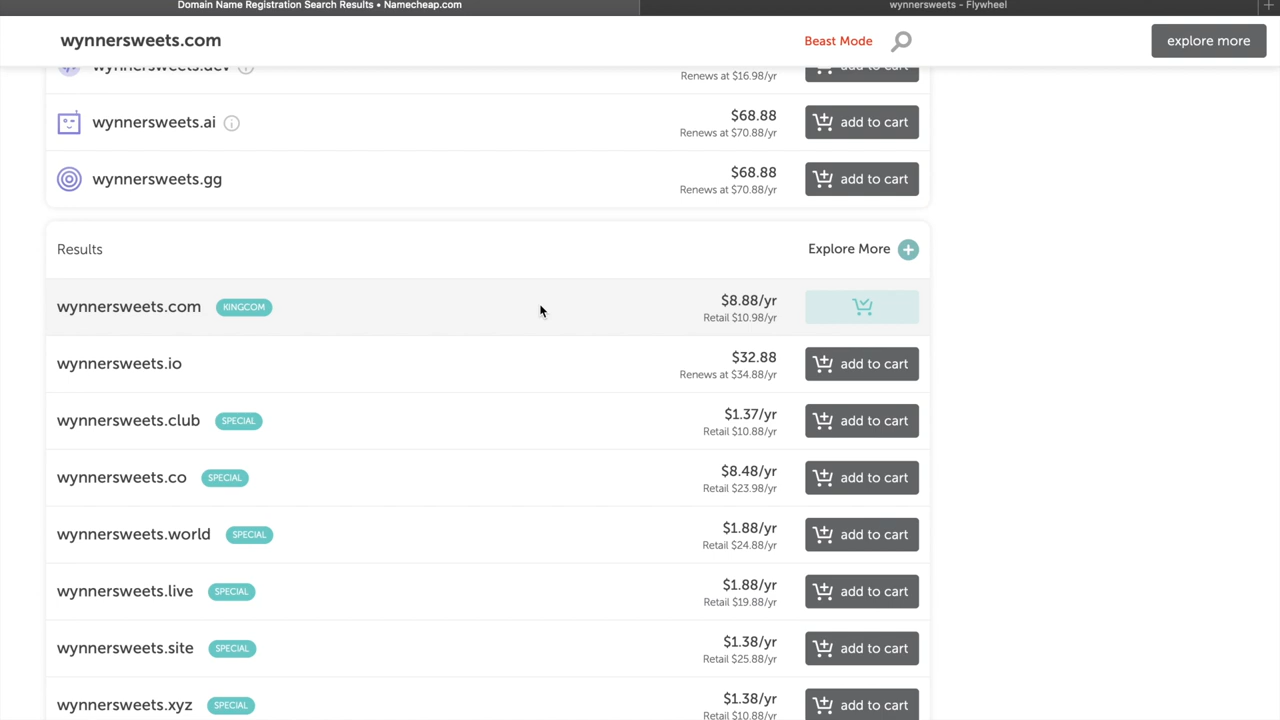 Domain Name Registration Search Results • Namecheap.com
wynnersweets - Flywheel
wynnersweets.com
Beast Mode
explore more
wynnersweets.dev
Renews at $16.98/yr
add to cart
wynnersweets.ai
$68.88
Renews at $70.88/yr
add to cart
wynnersweets.gg
$68.88
Renews at $70.88/yr
add to cart
Results
Explore More
wynnersweets.com
KINGCOM
$8.88/yr
Retail $10.98/yr
wynnersweets.io
$32.88
Renews at $34.88/yr
add to cart
wynnersweets.club
SPECIAL
$1.37/yr
Retail $10.88/yr
add to cart
wynnersweets.co
SPECIAL
$8.48/yr
Retail $23.98/yr
add to cart
wynnersweets.world
SPECIAL
$1.88/yr
Retail $24.88/yr
add to cart
wynnersweets.live
SPECIAL
$1.88/yr
Retail $19.88/yr
add to cart
wynnersweets.site
SPECIAL
$1.38/yr
Retail $25.88/yr
add to cart
wynnersweets.xyz
SPECIAL
$1.38/yr
Retail $10.88/yr
add to cart